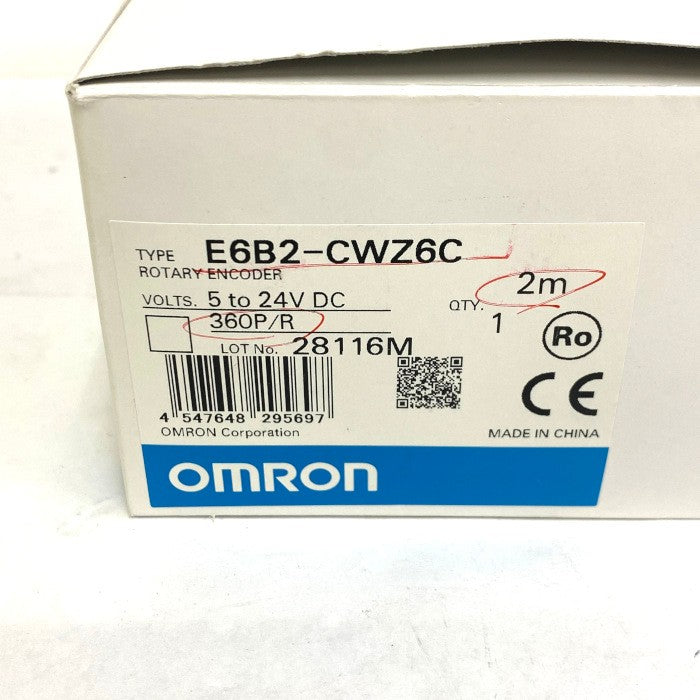 TYPE E6B2-CWZ6C
ROTARY ENCODER
2m
VOLTS. 5 to 24V DC
QTY. 1
360P/R
Ro
LOT No. 28116M
4 547648 295697
CE
OMRON Corporation
MADE IN CHINA
OMRON